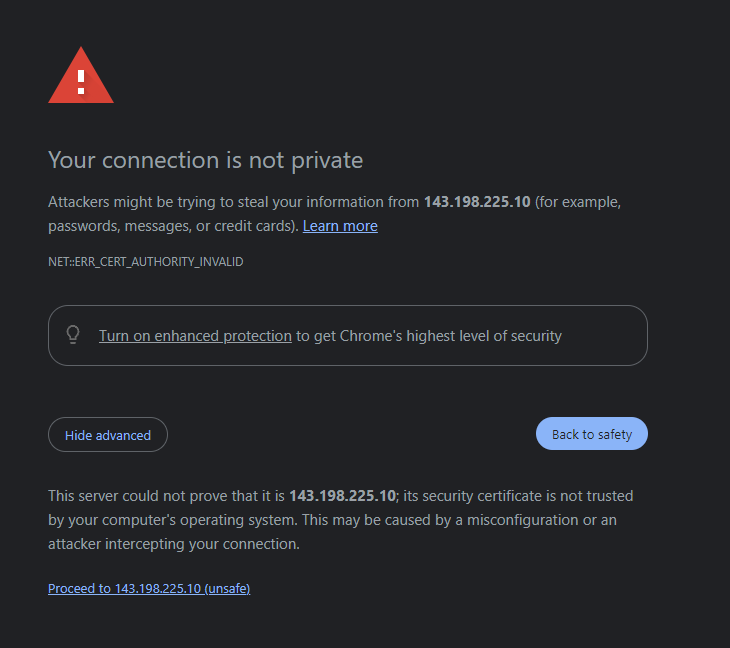 Your connection is not private
Attackers might be trying to steal your information from 143.198.225.10 (for example,
passwords, messages, or credit cards). Learn more
NET::ERR_CERT_AUTHORITY_INVALID
Turn on enhanced protection to get Chrome's highest level of security
Hide advanced
Back to safety
This server could not prove that it is 143.198.225.10; its security certificate is not trusted
by your computer's operating system. This may be caused by a misconfiguration or an
attacker intercepting your connection.
Proceed to 143.198.225.10 (unsafe)